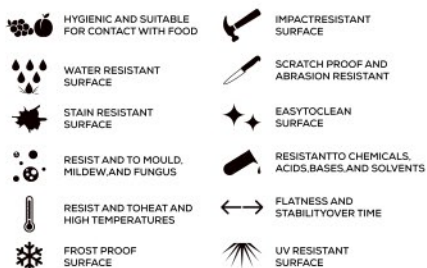 HYGIENIC AND SUITABLE
FOR CONTACT WITH FOOD
WATER RESISTANT
SURFACE
STAIN RESISTANT
SURFACE
RESIST AND TO MOULD,
MILDEW,AND FUNGUS
RESIST AND TOHEAT AND
HIGH TEMPERATURES
FROST PROOF
SURFACE
IMPACTRESISTANT
SURFACE
SCRATCH PROOF AND
ABRASION RESISTANT
EASYTOCLEAN
SURFACE
RESISTANTTO CHEMICALS,
ACIDS,BASES,AND SOLVENTS
FLATNESS AND
STABILITYOVER TIME
UV RESISTANT
SURFACE